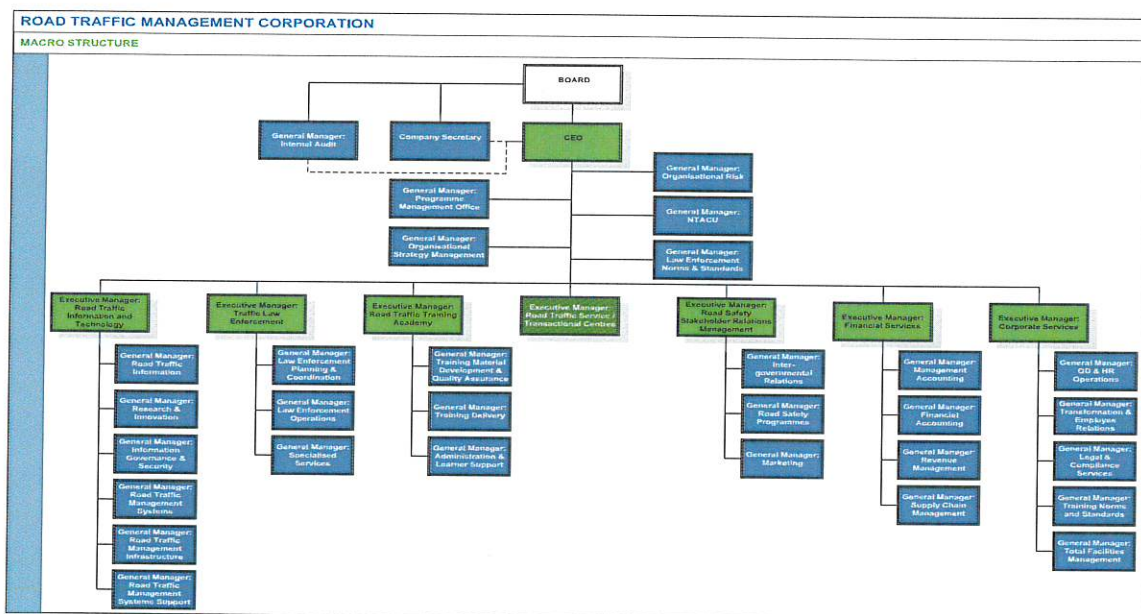 ROAD TRAFFIC MANAGEMENT CORPORATION
MACRO STRUCTURE
BOARD
General Manager:
Internal Audit
Company Secretary
CEO
General Manager:
Organisational Risk
General Manager:
Programme
Management Office
General Manager:
NTACU
General Manager:
Organisational
Strategy Management
General Manager:
Law Enforcement
Norms & Standards
Executive Manager:
Road Traffic
Information and
Technology
Executive Manager:
Traffic Law
Enforcement
Executive Manager:
Road Traffic Training
Academy
Executive Manager:
Road Traffic Service /
Transactional Centres
Executive Manager:
Road Safety
Stakeholder Relations
Management
Executive Manager:
Financial Services
Executive Manager:
Corporate Services
General Manager:
Road Traffic
Information
General Manager:
Research &
Innovation
General Manager:
Information
Governance &
Security
General Manager:
Road Traffic
Management
Systems
General Manager:
Road Traffic
Management
Infrastructure
General Manager:
Road Traffic
Management
Systems Support
General Manager:
Law Enforcement
Planning &
Coordination
General Manager:
Law Enforcement
Operations
General Manager:
Specialised
Services
General Manager:
Training Material
Development &
Quality Assurance
General Manager:
Training Delivery
General Manager:
Administration &
Learner Support
General Manager:
Inter-
governmental
Relations
General Manager:
Road Safety
Programmes
General Manager:
Marketing
General Manager:
Management
Accounting
General Manager:
Financial
Accounting
General Manager:
Revenue
Management
General Manager:
Supply Chain
Management
General Manager:
OD & HR
Operations
General Manager:
Transformation &
Employee
Relations
General Manager:
Legal &
Compliance
Services
General Manager:
Training Norms
and Standards
General Manager:
Total Facilities
Management